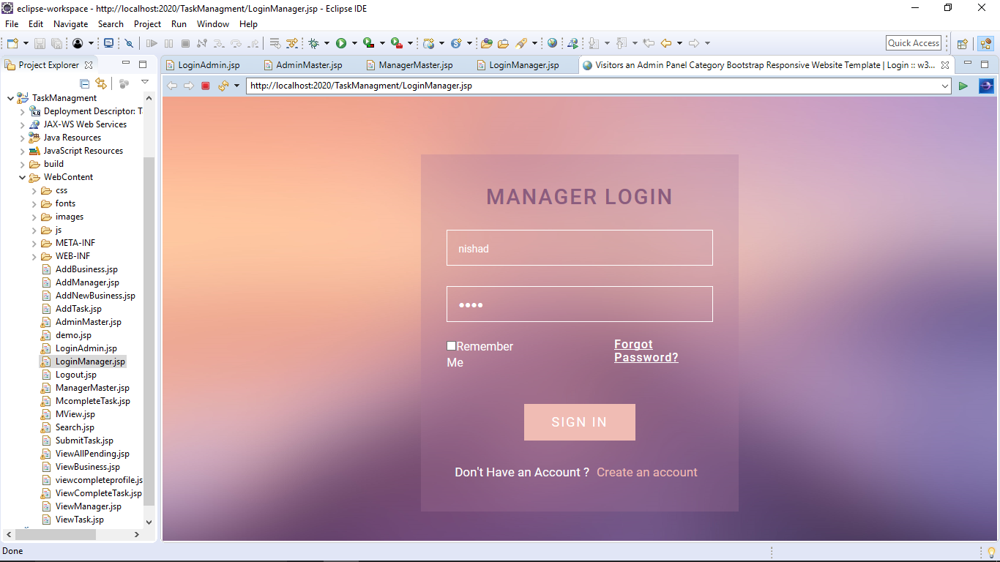 eclipse-workspace - http://localhost:2020/TaskManagment/LoginManager.jsp - Eclipse IDE
File Edit Navigate Search Project Run Window Help
Quick Access
Project Explorer
LoginAdmin.jsp AdminMaster.jsp ManagerMaster.jsp LoginManager.jsp Visitors an Admin Panel Category Bootstrap Responsive Website Template | Login :: w3...
http://localhost:2020/TaskManagment/LoginManager.jsp
TaskManagment
Deployment Descriptor: T
JAX-WS Web Services
Java Resources
JavaScript Resources
build
WebContent
css
fonts
images
js
META-INF
WEB-INF
AddBusiness.jsp
AddManager.jsp
AddNewBusiness.jsp
AddTask.jsp
AdminMaster.jsp
demo.jsp
LoginAdmin.jsp
LoginManager.jsp
Logout.jsp
ManagerMaster.jsp
McompleteTask.jsp
MView.jsp
Search.jsp
SubmitTask.jsp
ViewAllPending.jsp
ViewBusiness.jsp
viewcompleteprofile.js
ViewCompleteTask.jsp
ViewManager.jsp
ViewTask.jsp
MANAGER LOGIN
nishad
••••
Remember
Me
Forgot
Password?
SIGN IN
Don't Have an Account ? Create an account
Done